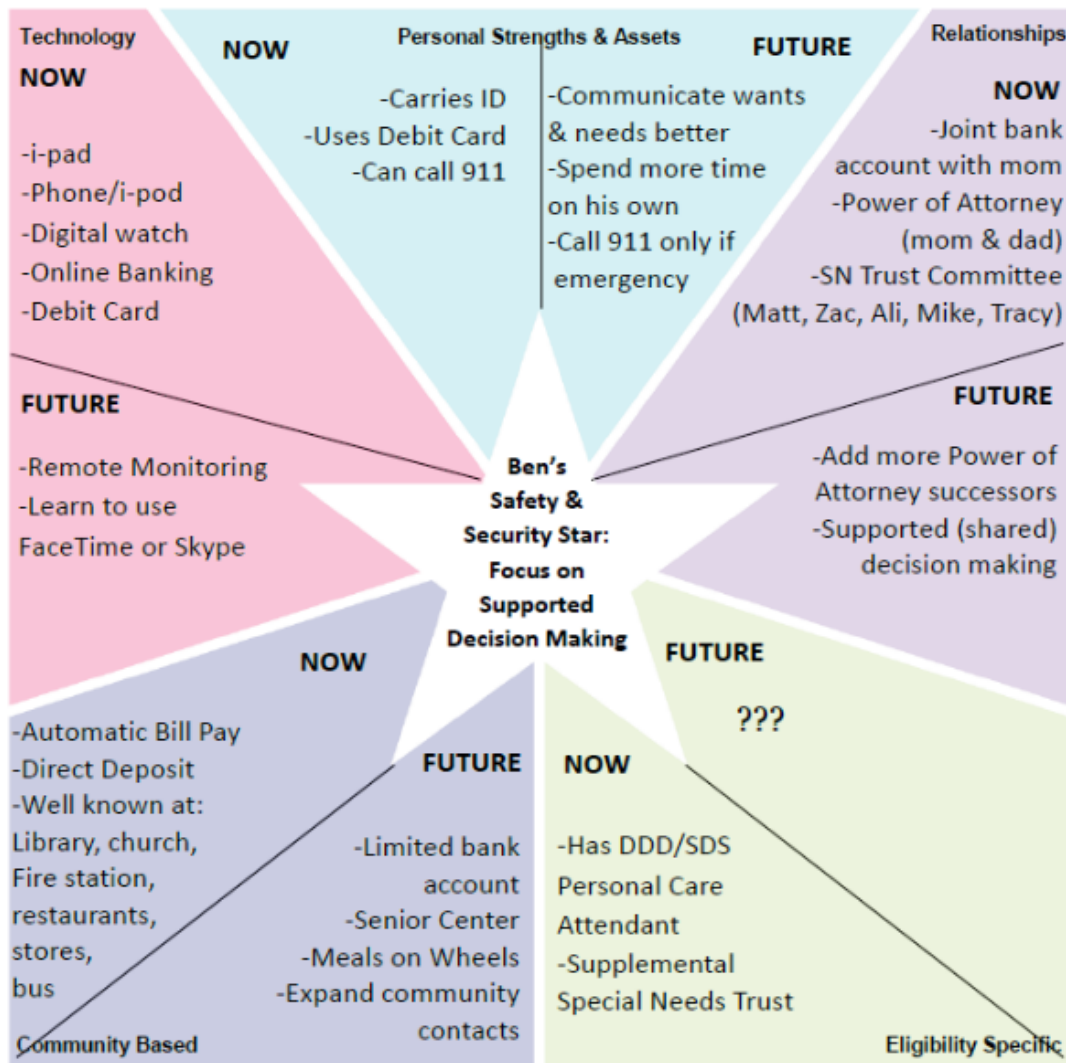 Technology
NOW
-i-pad
-Phone/i-pod
-Digital watch
-Online Banking
-Debit Card
FUTURE
-Remote Monitoring
-Learn to use
FaceTime or Skype
Personal Strengths & Assets
NOW
-Carries ID
-Uses Debit Card
-Can call 911
FUTURE
-Communicate wants
& needs better
-Spend more time
on his own
-Call 911 only if
emergency
Relationships
NOW
-Joint bank
account with mom
-Power of Attorney
(mom & dad)
-SN Trust Committee
(Matt, Zac, Ali, Mike, Tracy)
FUTURE
-Add more Power of
Attorney successors
-Supported (shared)
decision making
Ben's
Safety &
Security Star:
Focus on
Supported
Decision Making
NOW
-Automatic Bill Pay
-Direct Deposit
-Well known at:
Library, church,
Fire station,
restaurants,
stores,
bus
FUTURE
-Limited bank
account
-Senior Center
-Meals on Wheels
-Expand community
contacts
Community Based
FUTURE
???
NOW
-Has DDD/SDS
Personal Care
Attendant
-Supplemental
Special Needs Trust
Eligibility Specific